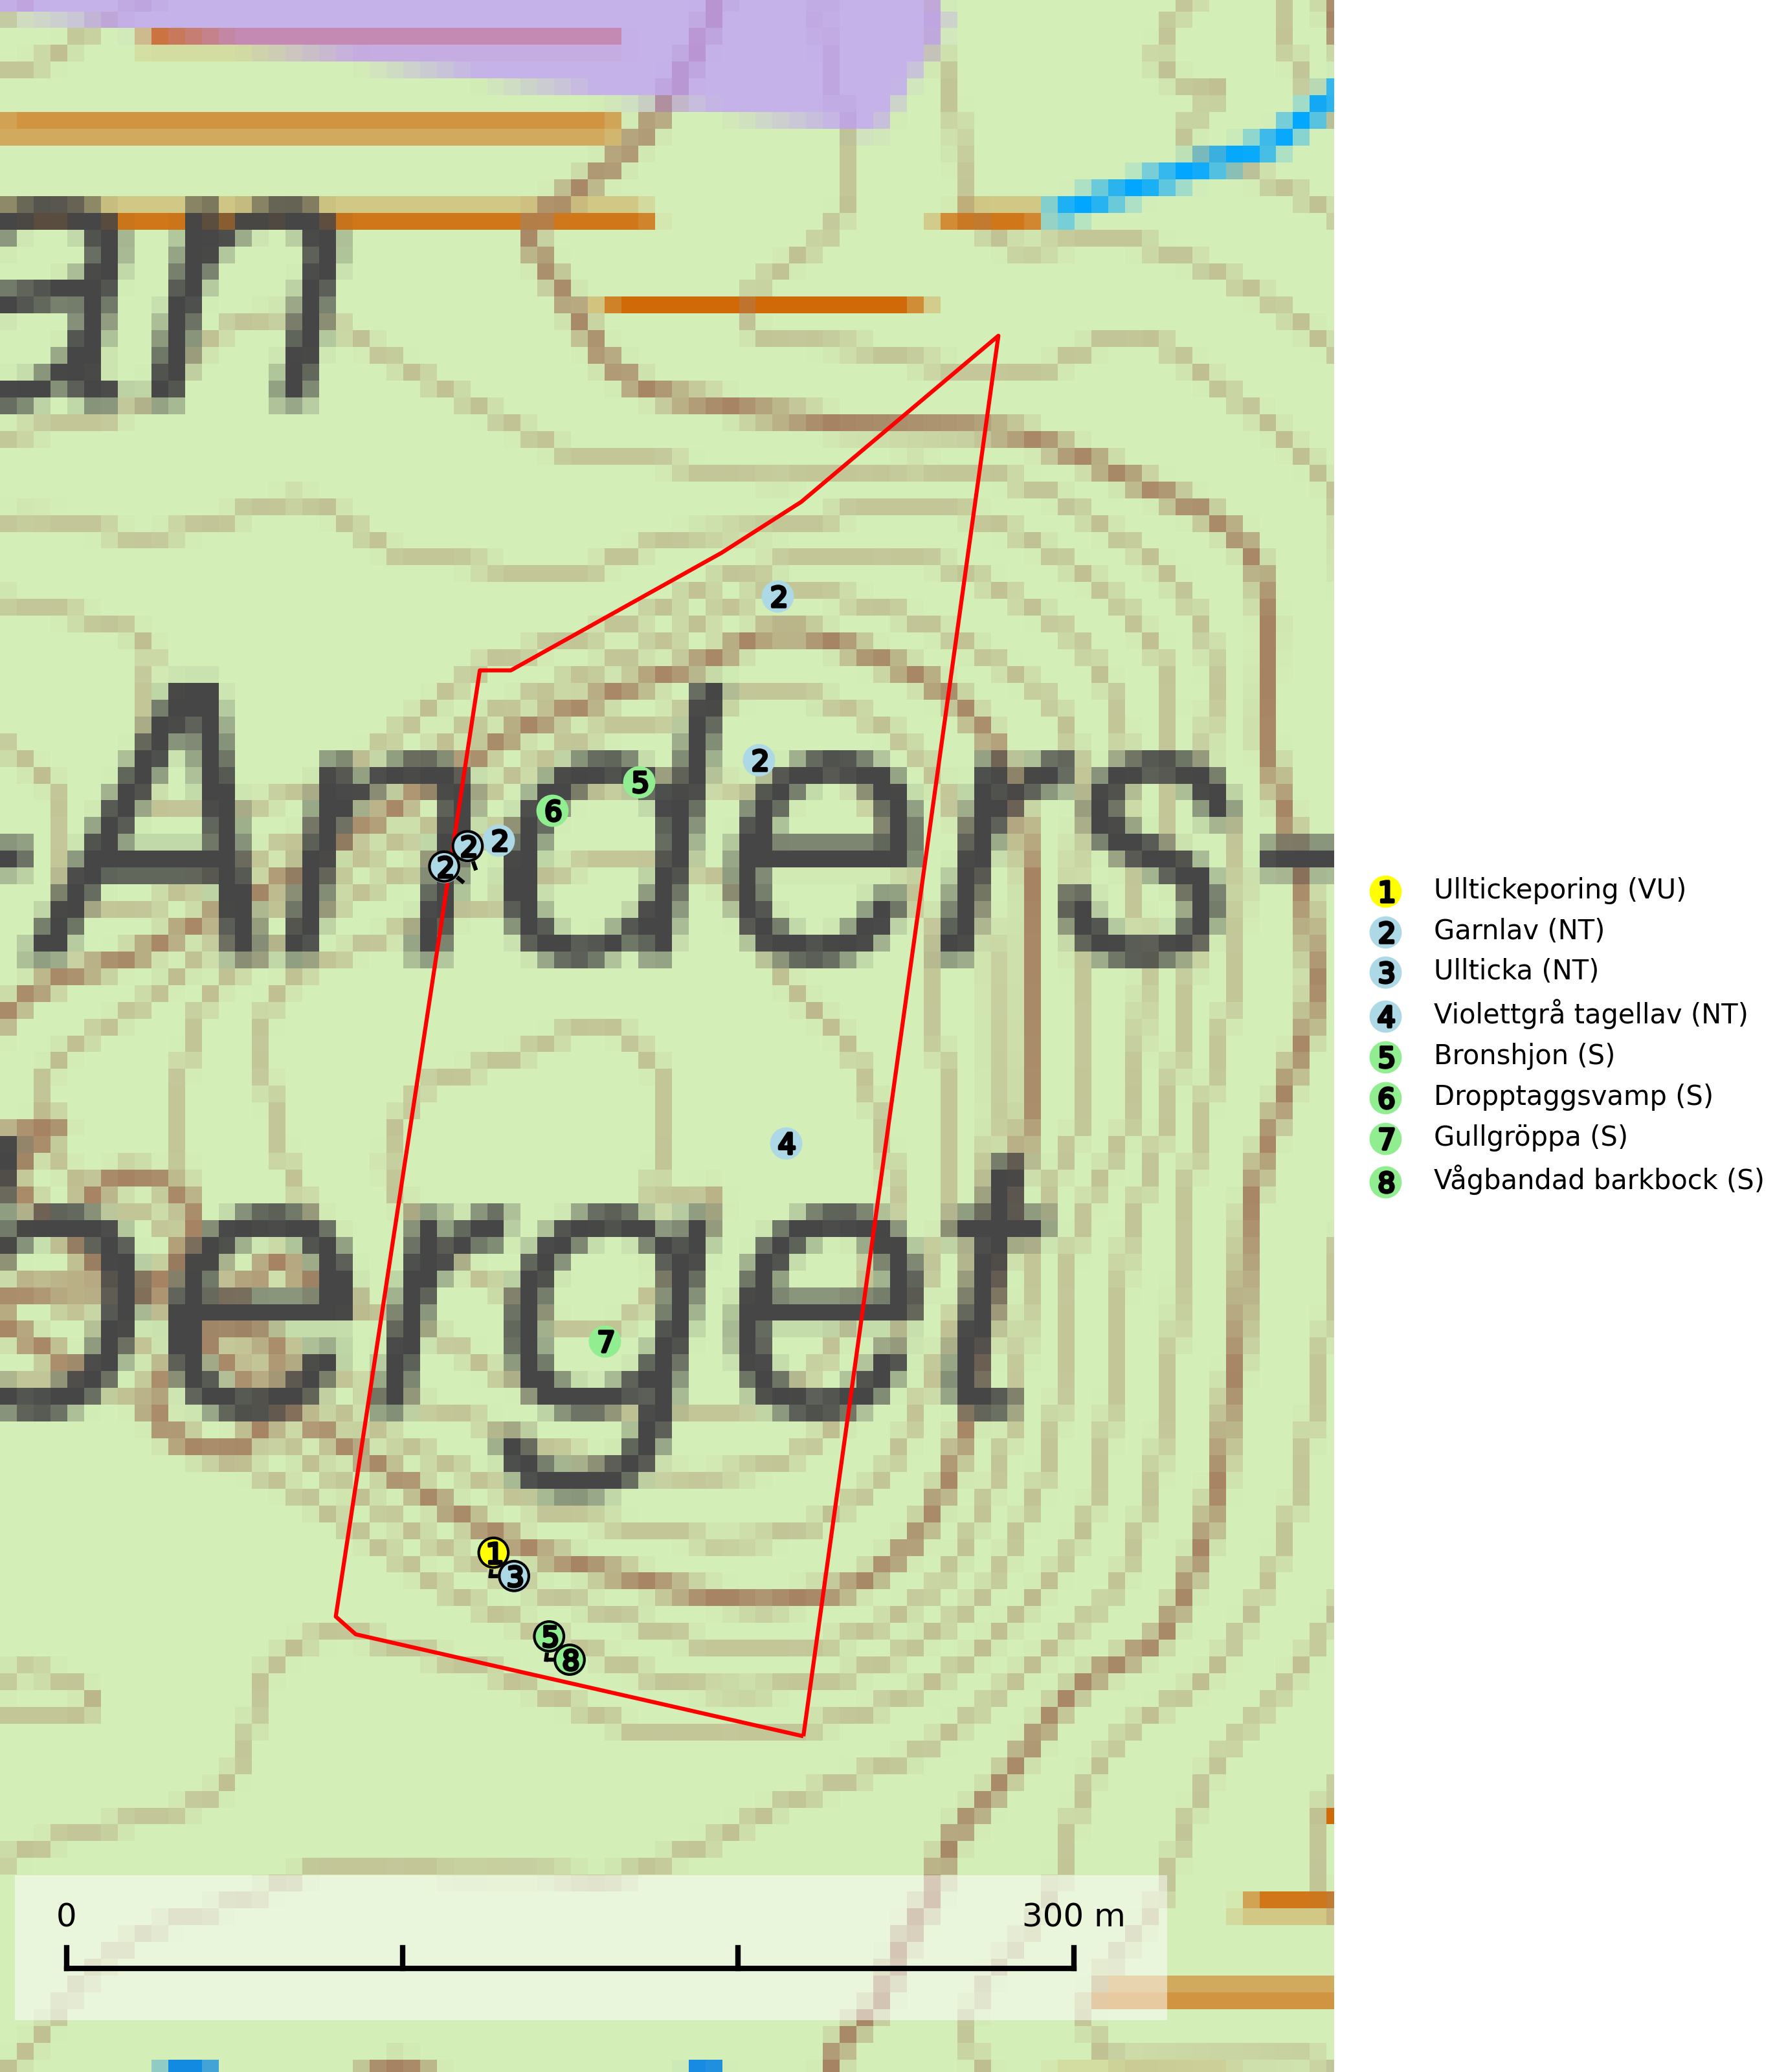 an
2
-Anders-
2
5
6
2
2
2
4
berget
7
1
3
5
8
1 Ullticke­poring (VU)
2 Garnlav (NT)
3 Ullticka (NT)
4 Violettgrå tagellav (NT)
5 Bronshjon (S)
6 Dropptaggsvamp (S)
7 Gullgröppa (S)
8 Vågbandad barkbock (S)
0 300 m